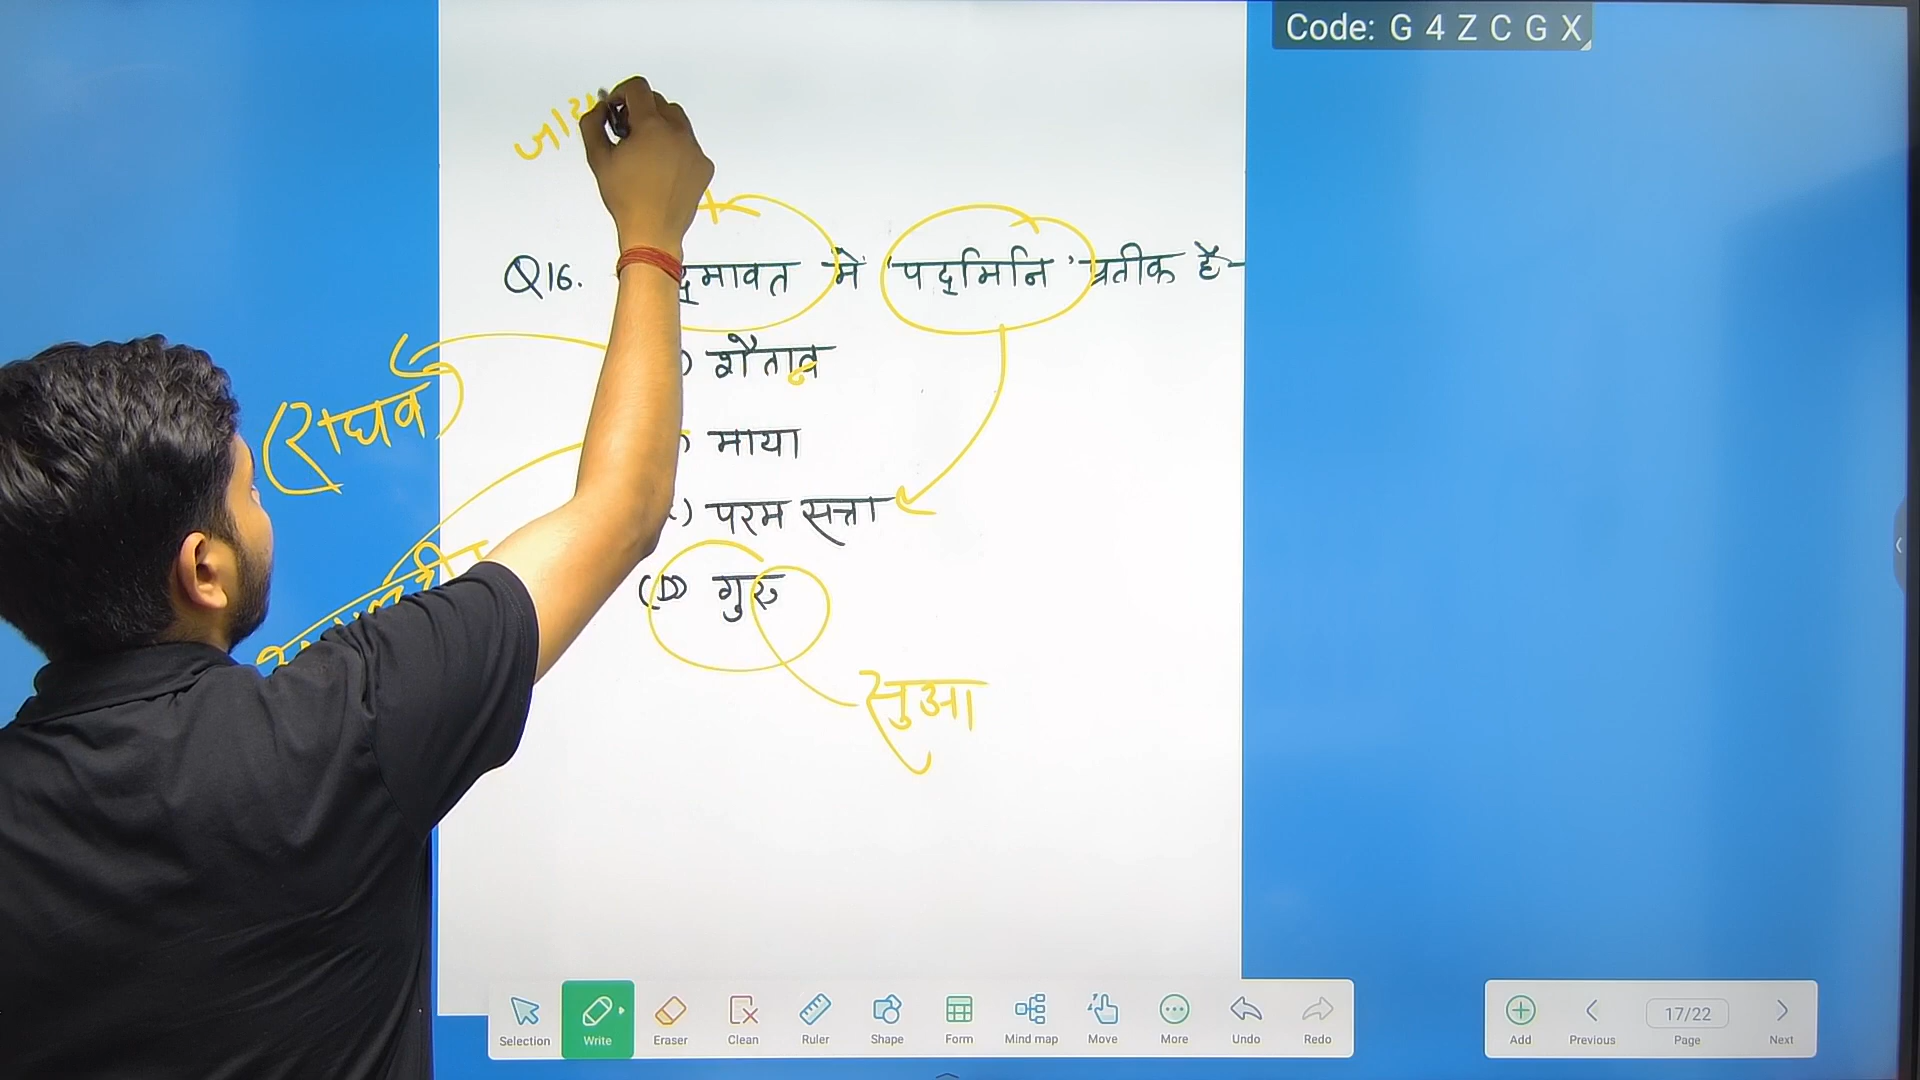 Code: G 4 Z C G X
Q16. द्मावत में 'पद्मिनि' प्रतीक है-
) शैतान
(राघव)
) माया
) परम सत्ता
(D) गुरु
सुआ
Selection Write Eraser Clean Ruler Shape Form Mind map Move More Undo Redo
Add Previous 17/22 Page Next